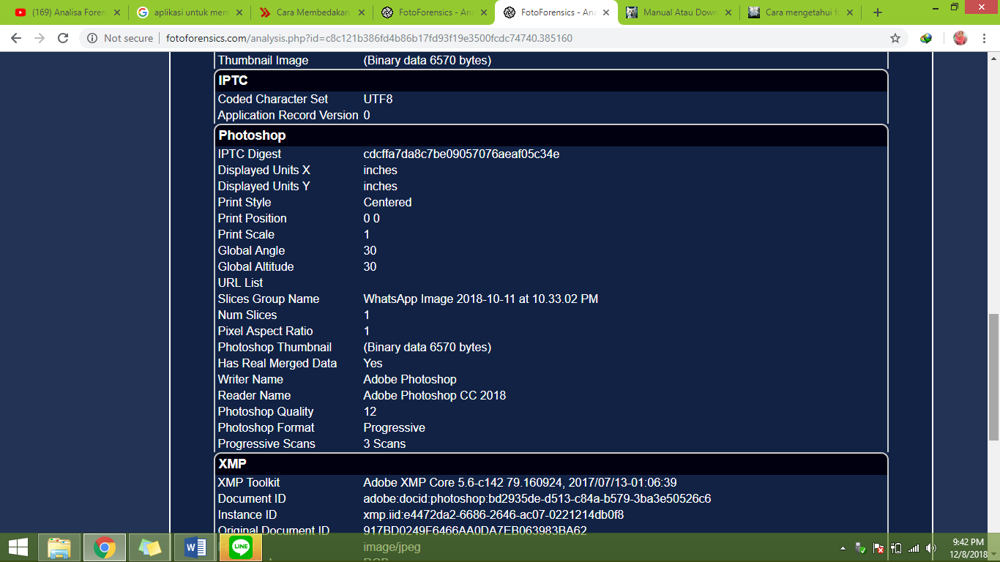 (169) Analisa Foren
aplikasi untuk mem
Cara Membedakan
FotoForensics - Ana
FotoForensics - Ana
Manual Atau Down
Cara mengetahui fu
Not secure | fotoforensics.com/analysis.php?id=c8c121b386fd4b86b17fd93f19e3500fcdc74740.385160
Thumbnail Image (Binary data 6570 bytes)
IPTC
Coded Character Set UTF8
Application Record Version 0
Photoshop
IPTC Digest cdcffa7da8c7be09057076aeaf05c34e
Displayed Units X inches
Displayed Units Y inches
Print Style Centered
Print Position 0 0
Print Scale 1
Global Angle 30
Global Altitude 30
URL List
Slices Group Name WhatsApp Image 2018-10-11 at 10.33.02 PM
Num Slices 1
Pixel Aspect Ratio 1
Photoshop Thumbnail (Binary data 6570 bytes)
Has Real Merged Data Yes
Writer Name Adobe Photoshop
Reader Name Adobe Photoshop CC 2018
Photoshop Quality 12
Photoshop Format Progressive
Progressive Scans 3 Scans
XMP
XMP Toolkit Adobe XMP Core 5.6-c142 79.160924, 2017/07/13-01:06:39
Document ID adobe:docid:photoshop:bd2935de-d513-c84a-b579-3ba3e50526c6
Instance ID xmp.iid:e4472da2-6686-2646-ac07-0221214db0f8
Original Document ID 917BD0249F6466AA0DA7EB063983BA62
image/jpeg
LINE
9:42 PM
12/8/2018